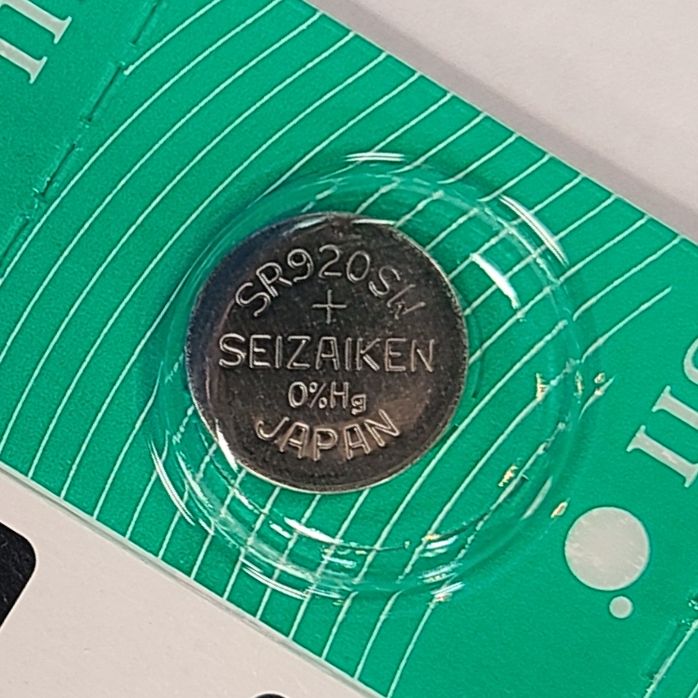 SR920SW
+
SEIZAIKEN
0%Hg
JAPAN